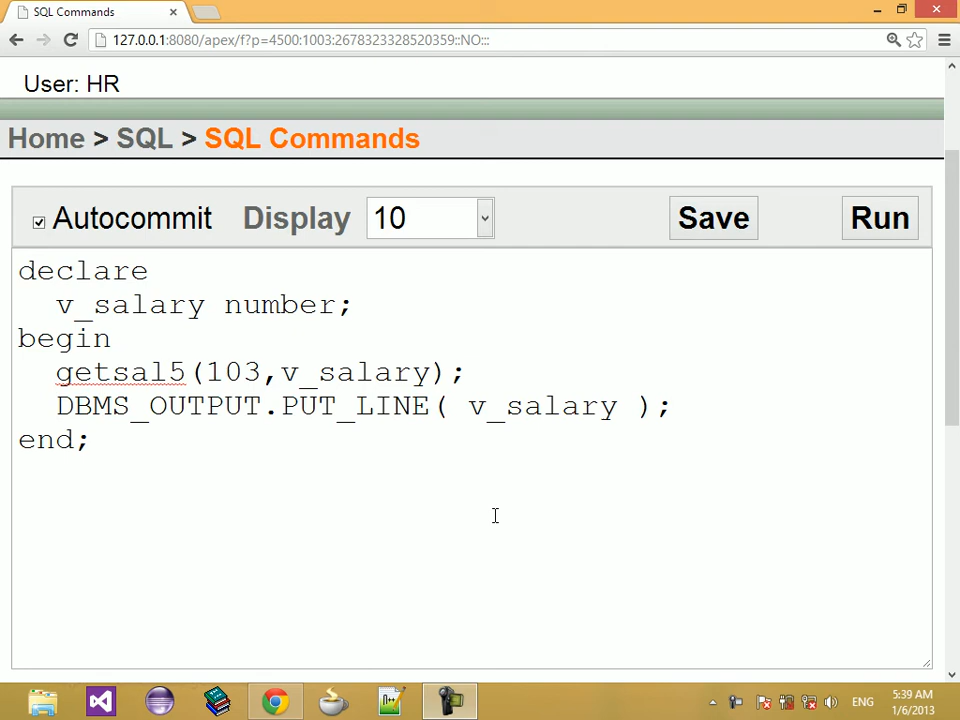 SQL Commands
127.0.0.1:8080/apex/f?p=4500:1003:2678323328520359::NO:::
User: HR
Home > SQL > SQL Commands
Autocommit Display 10 Save Run
declare
v_salary number;
begin
getsal5(103,v_salary);
DBMS_OUTPUT.PUT_LINE( v_salary );
end;
ENG
5:39 AM
1/6/2013